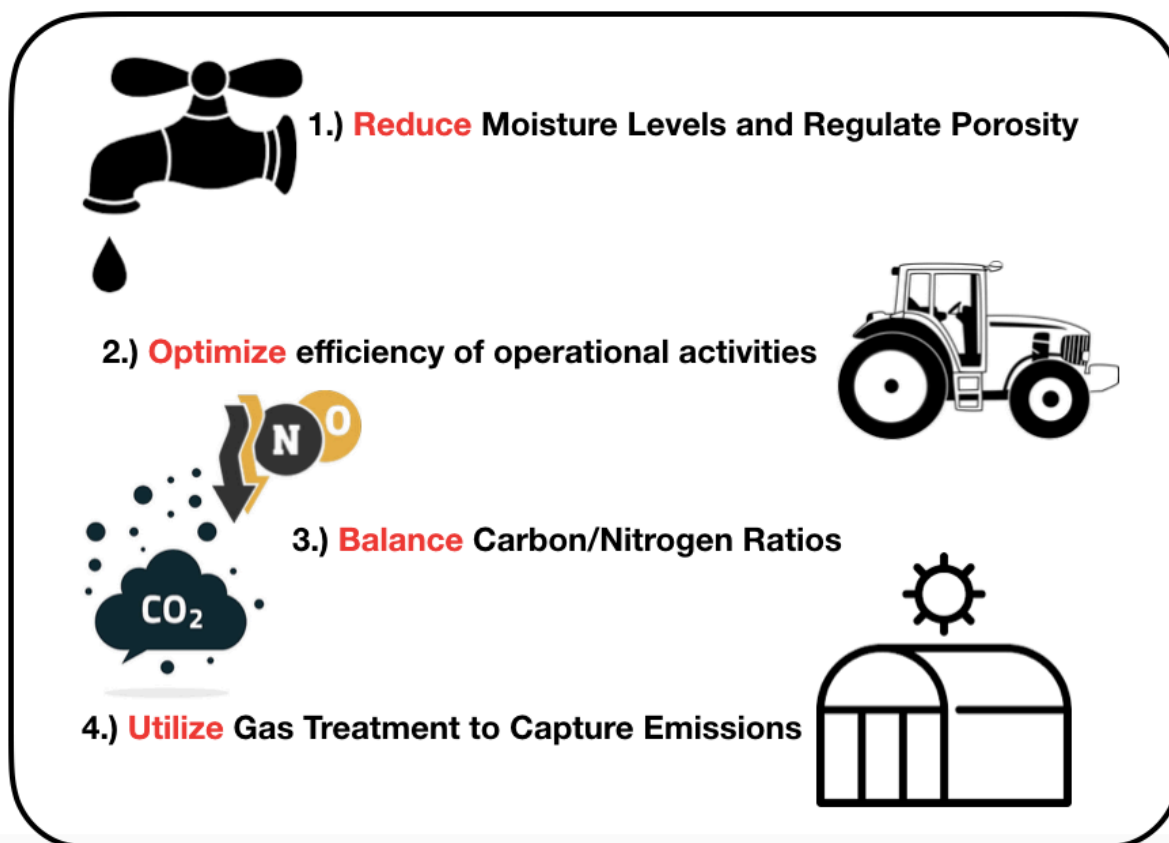 1.) Reduce Moisture Levels and Regulate Porosity
2.) Optimize efficiency of operational activities
N O
3.) Balance Carbon/Nitrogen Ratios
CO₂
4.) Utilize Gas Treatment to Capture Emissions